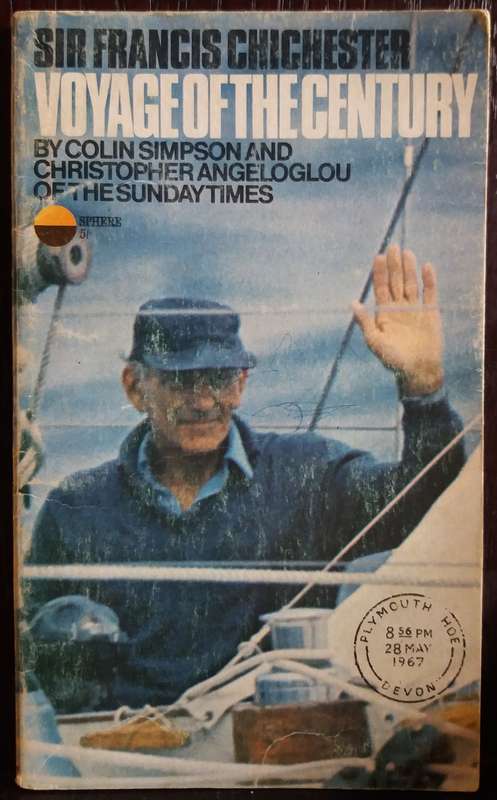 SIR FRANCIS CHICHESTER
VOYAGE OF THE CENTURY
BY COLIN SIMPSON AND
CHRISTOPHER ANGELOGLOU
OF THE SUNDAY TIMES
SPHERE
5/
PLYMOUTH HOE
8 56 PM
28 MAY
1967
DEVON